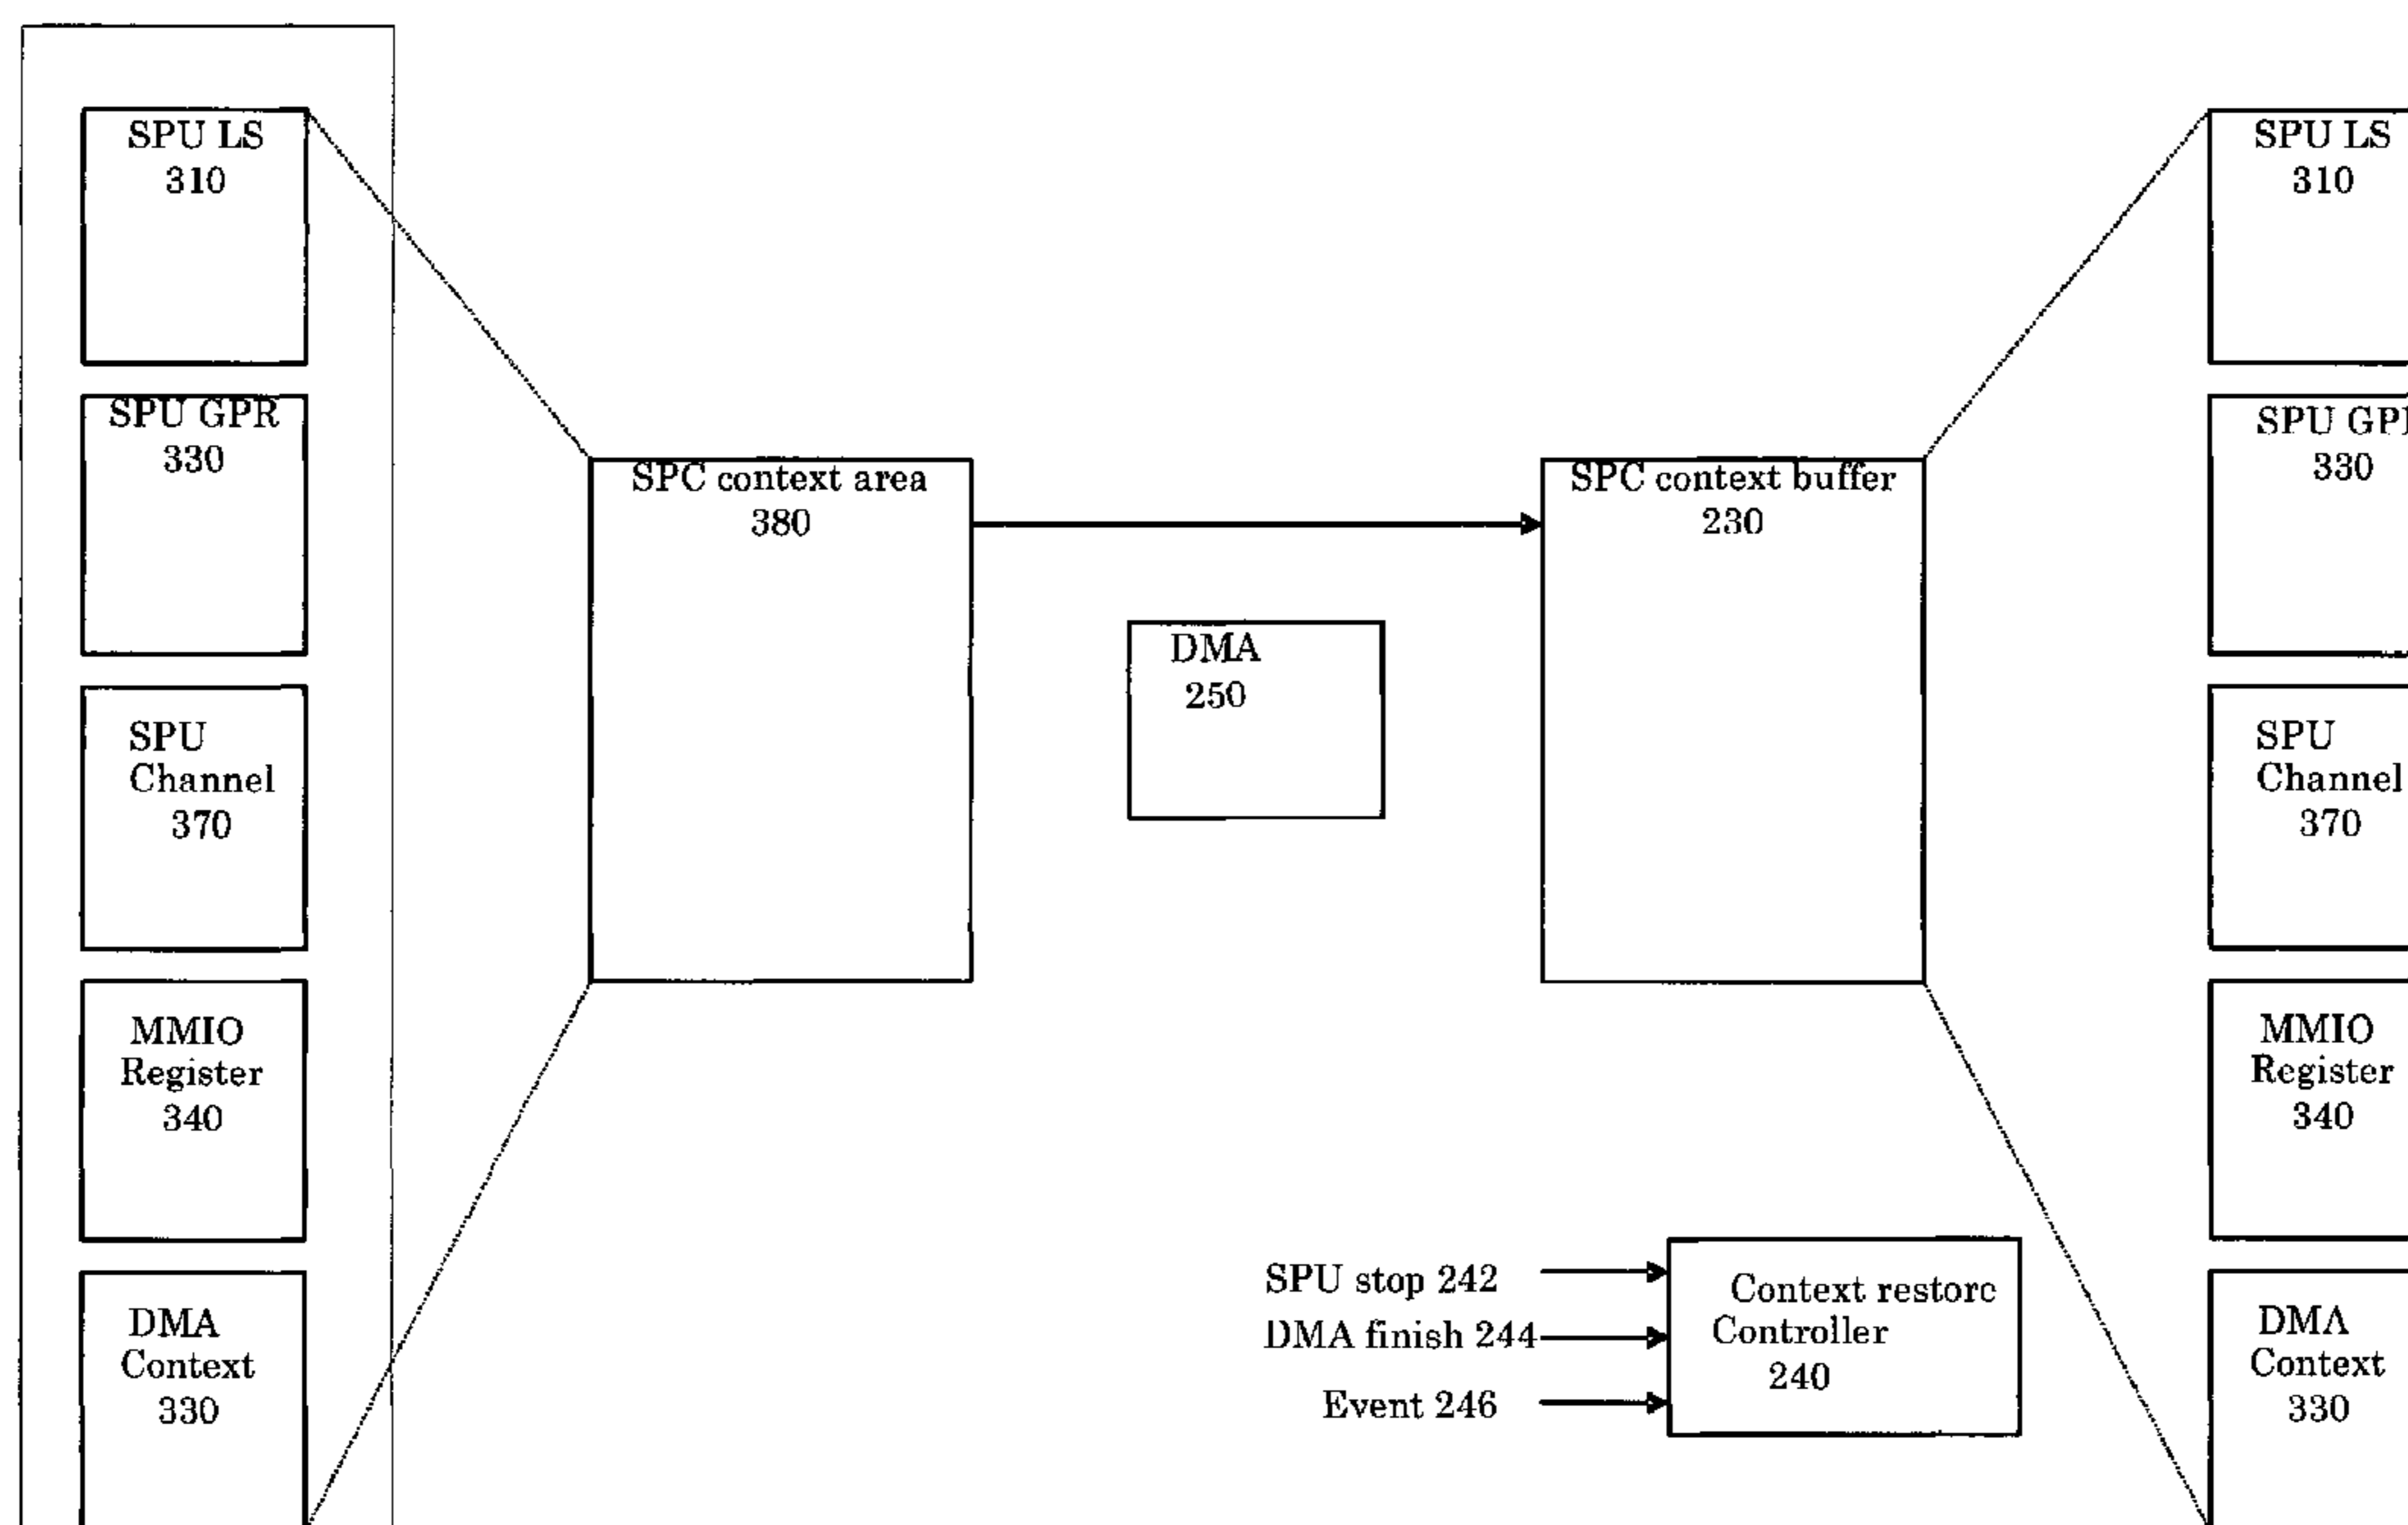 SPU LS
310
SPU GPR
330
SPU
Channel
370
MMIO
Register
340
DMA
Context
330
SPC context area
380
DMA
250
SPC context buffer
230
SPU stop 242
DMA finish 244
Event 246
Context restore
Controller
240
SPU LS
310
SPU GP
330
SPU
Channel
370
MMIO
Register
340
DMA
Context
330